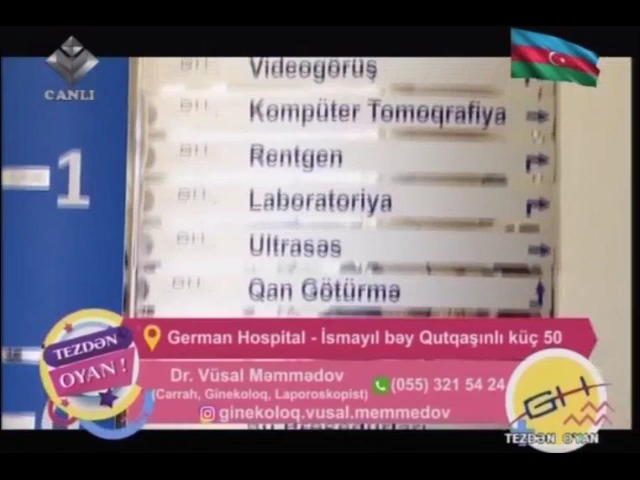 CANLI
Videogörüş
Kompüter Tomoqrafiya
Rentgen
1
Laboratoriya
Ultrasəs
Qan Götürmə
TEZDƏN
OYAN !
German Hospital - İsmayıl bəy Qutqaşınlı küç 50
Dr. Vüsal Məmmədov
(Cərrah, Ginekoloq, Laporoskopist)
(055) 321 54 24
ginekoloq.vusal.memmedov
GH
TEZDƏN OYAN